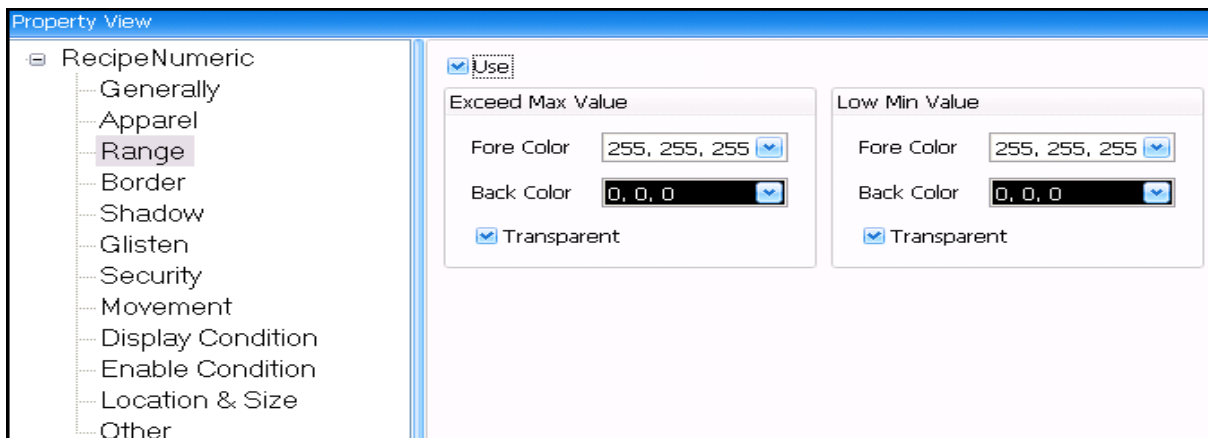 Property View
RecipeNumeric
Generally
Apparel
Range
Border
Shadow
Glisten
Security
Movement
Display Condition
Enable Condition
Location & Size
Other
Use
Exceed Max Value
Fore Color 255, 255, 255
Back Color 0, 0, 0
Transparent
Low Min Value
Fore Color 255, 255, 255
Back Color 0, 0, 0
Transparent